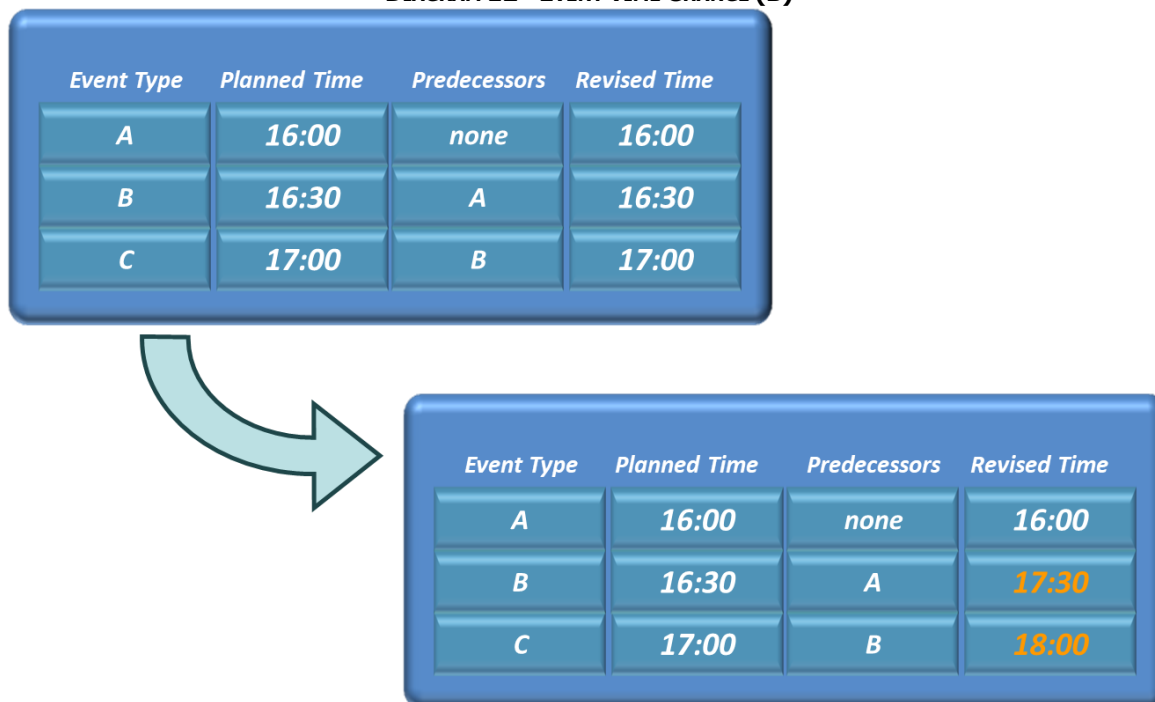 Event Type Planned Time Predecessors Revised Time
A 16:00 none 16:00
B 16:30 A 16:30
C 17:00 B 17:00
Event Type Planned Time Predecessors Revised Time
A 16:00 none 16:00
B 16:30 A 17:30
C 17:00 B 18:00